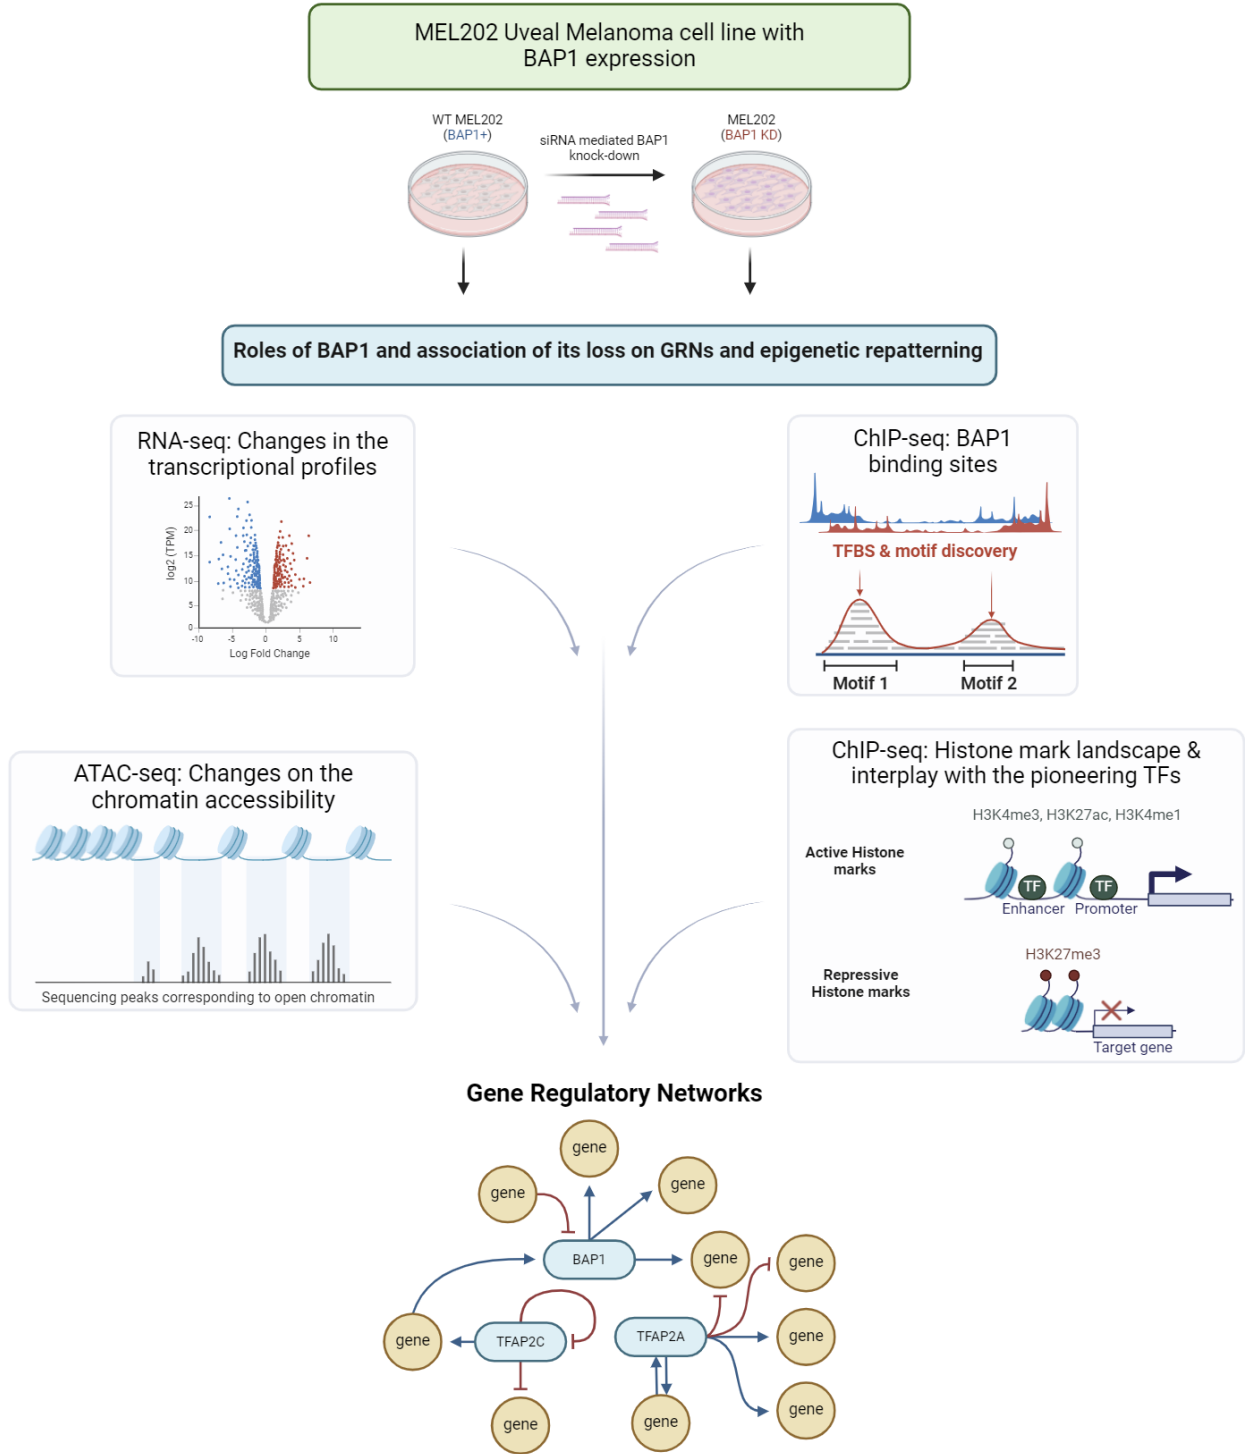 MEL202 Uveal Melanoma cell line with
BAP1 expression
WT MEL202
(BAP1+)
siRNA mediated BAP1
knock-down
MEL202
(BAP1 KD)
Roles of BAP1 and association of its loss on GRNs and epigenetic repatterning
RNA-seq: Changes in the
transcriptional profiles
log2 (TPM)
25
20
15
10
5
0
-10
-5
0
5
10
Log Fold Change
ChIP-seq: BAP1
binding sites
TFBS & motif discovery
Motif 1
Motif 2
ATAC-seq: Changes on the
chromatin accessibility
Sequencing peaks corresponding to open chromatin
ChIP-seq: Histone mark landscape &
interplay with the pioneering TFs
H3K4me3, H3K27ac, H3K4me1
Active Histone
marks
TF
TF
Enhancer
Promoter
H3K27me3
Repressive
Histone marks
Target gene
Gene Regulatory Networks
gene
gene
gene
BAP1
gene
gene
gene
TFAP2C
TFAP2A
gene
gene
gene
gene